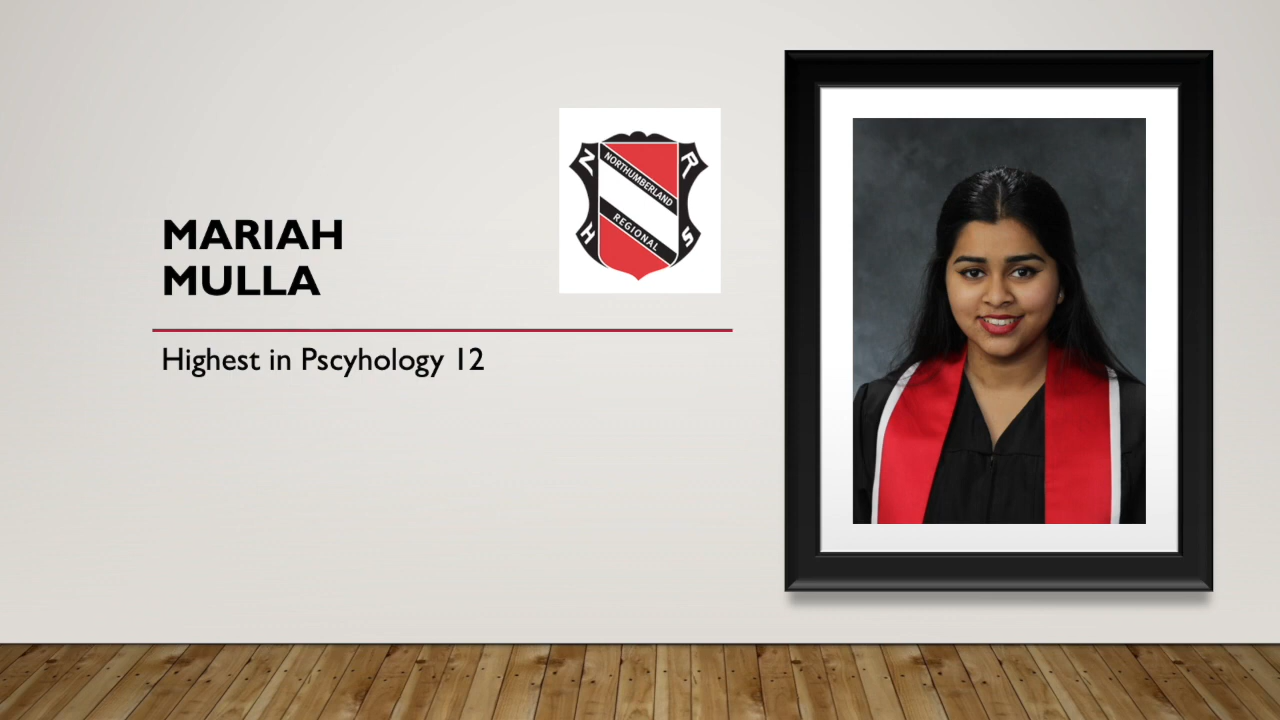 MARIAH
MULLA
Highest in Pscyhology 12
N R
NORTHUMBERLAND
REGIONAL
H S